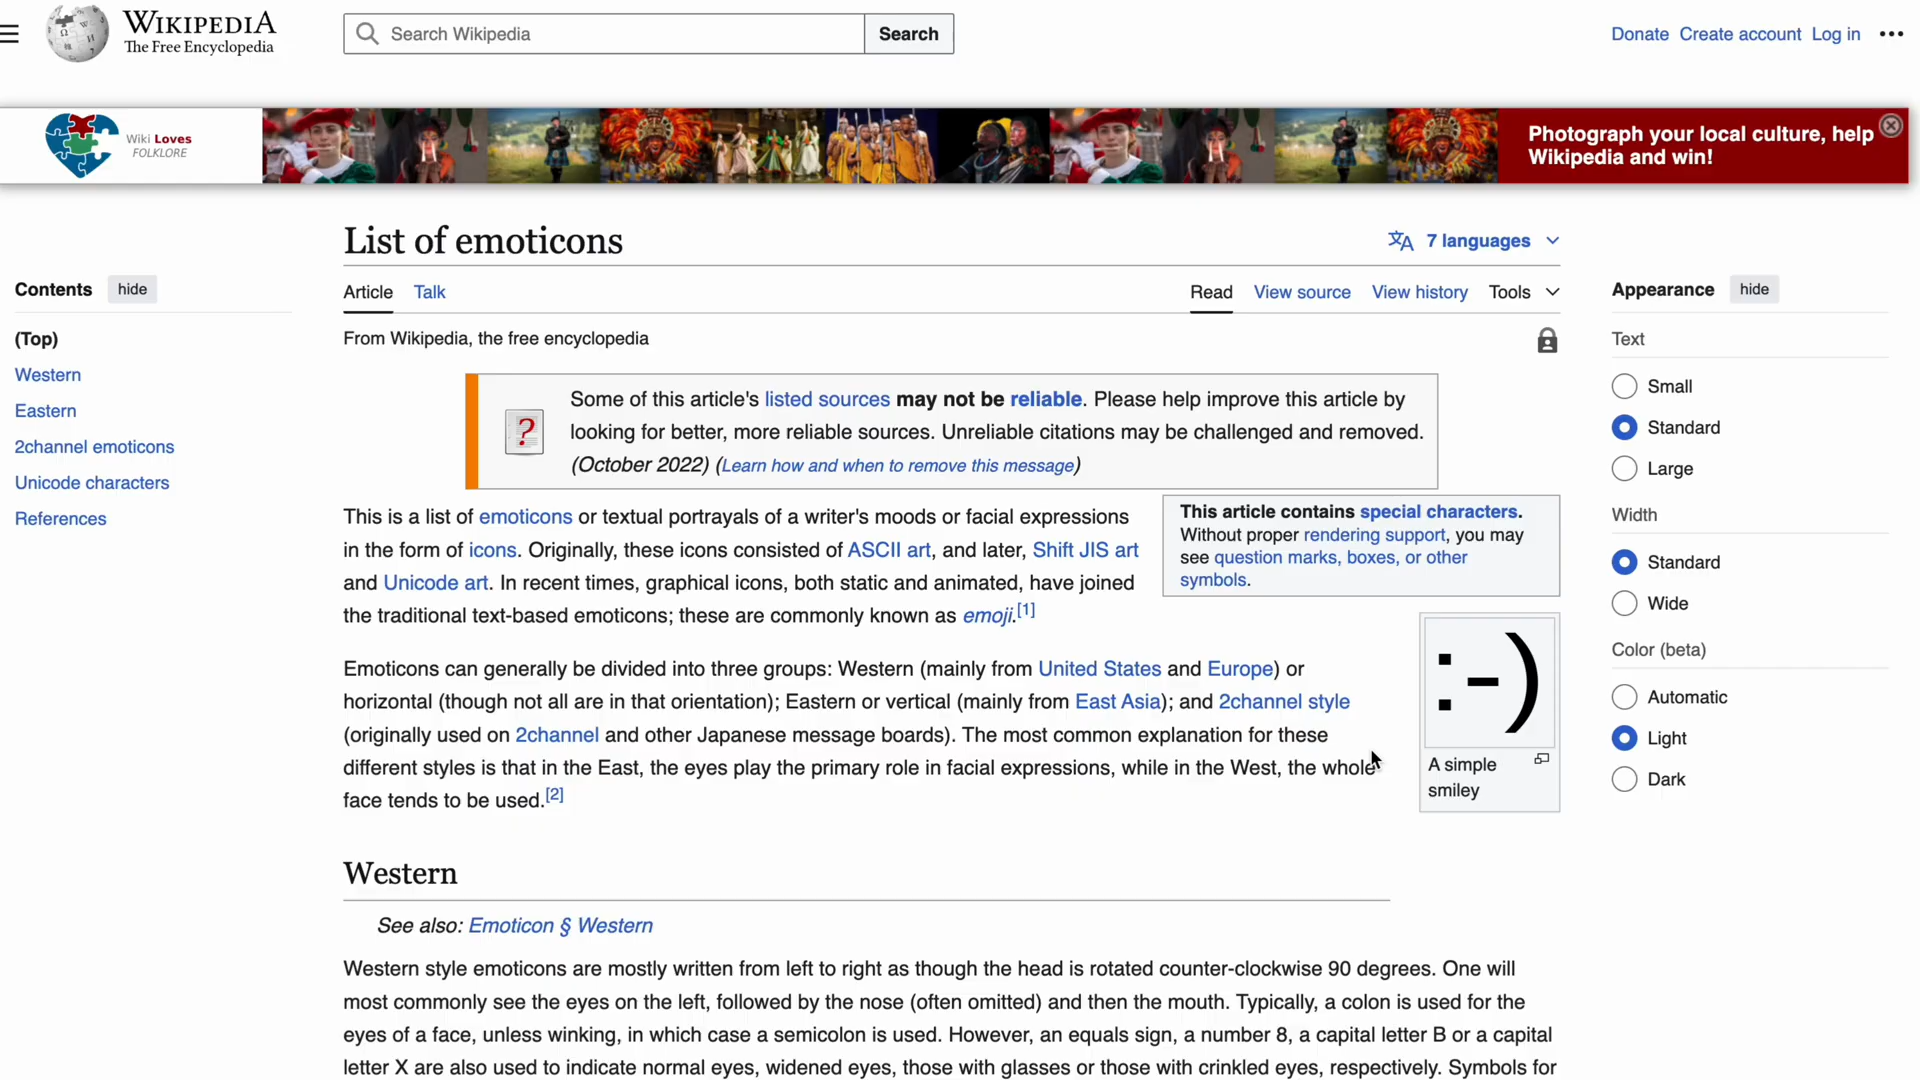 WIKIPEDIA
The Free Encyclopedia
Search Wikipedia
Search
Donate Create account Log in
Wiki Loves
FOLKLORE
Photograph your local culture, help
Wikipedia and win!
List of emoticons
文A 7 languages
Contents hide
(Top)
Western
Eastern
2channel emoticons
Unicode characters
References
Article Talk
Read View source View history Tools
From Wikipedia, the free encyclopedia
?
Some of this article's listed sources may not be reliable. Please help improve this article by
looking for better, more reliable sources. Unreliable citations may be challenged and removed.
(October 2022) (Learn how and when to remove this message)
This article contains special characters.
Without proper rendering support, you may
see question marks, boxes, or other
symbols.
This is a list of emoticons or textual portrayals of a writer's moods or facial expressions
in the form of icons. Originally, these icons consisted of ASCII art, and later, Shift JIS art
and Unicode art. In recent times, graphical icons, both static and animated, have joined
the traditional text-based emoticons; these are commonly known as emoji.[1]
:-)
A simple
smiley
Emoticons can generally be divided into three groups: Western (mainly from United States and Europe) or
horizontal (though not all are in that orientation); Eastern or vertical (mainly from East Asia); and 2channel style
(originally used on 2channel and other Japanese message boards). The most common explanation for these
different styles is that in the East, the eyes play the primary role in facial expressions, while in the West, the whole
face tends to be used.[2]
Western
See also: Emoticon § Western
Western style emoticons are mostly written from left to right as though the head is rotated counter-clockwise 90 degrees. One will
most commonly see the eyes on the left, followed by the nose (often omitted) and then the mouth. Typically, a colon is used for the
eyes of a face, unless winking, in which case a semicolon is used. However, an equals sign, a number 8, a capital letter B or a capital
letter X are also used to indicate normal eyes, widened eyes, those with glasses or those with crinkled eyes, respectively. Symbols for
Appearance hide
Text
Small
Standard
Large
Width
Standard
Wide
Color (beta)
Automatic
Light
Dark